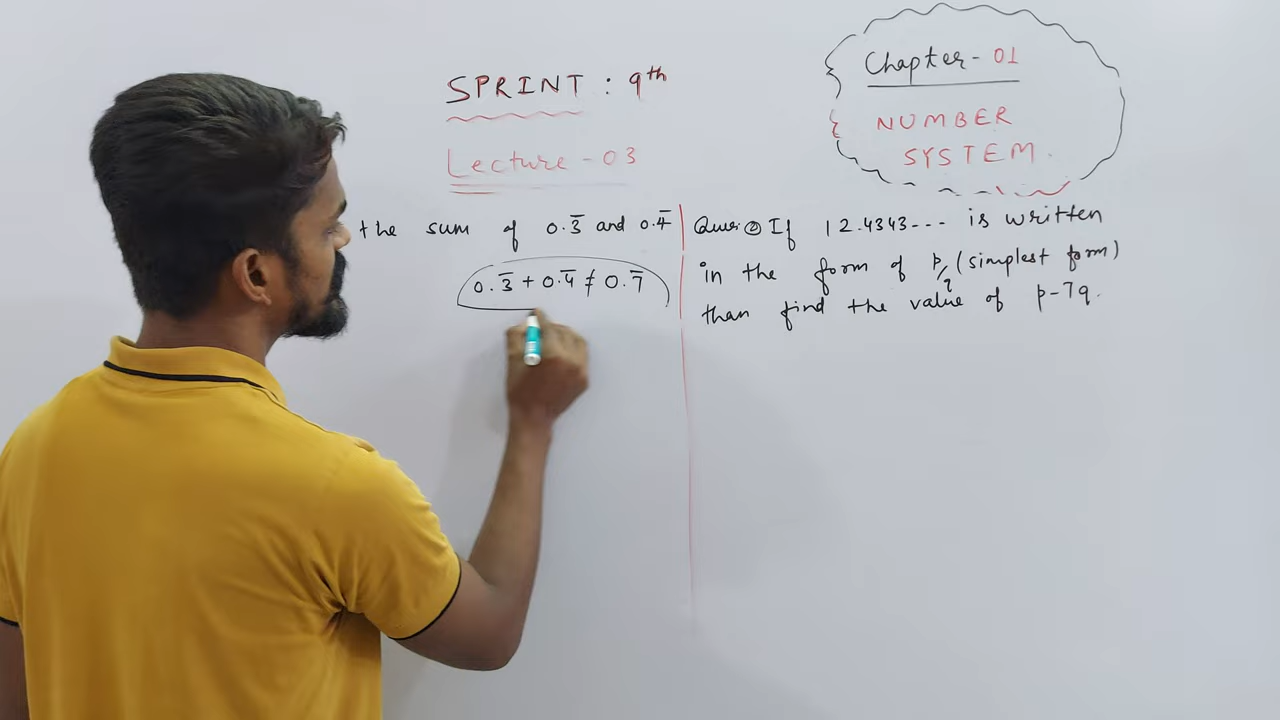 SPRINT : 9th
Lecture - 03
Chapter - 01
NUMBER
SYSTEM
the sum of 0.3̅ and 0.4̅
0.3̅ + 0.4̅ ≠ 0.7̅
Ques ② If 12.4343... is written
in the form of p/q (simplest form)
than find the value of p-7q.